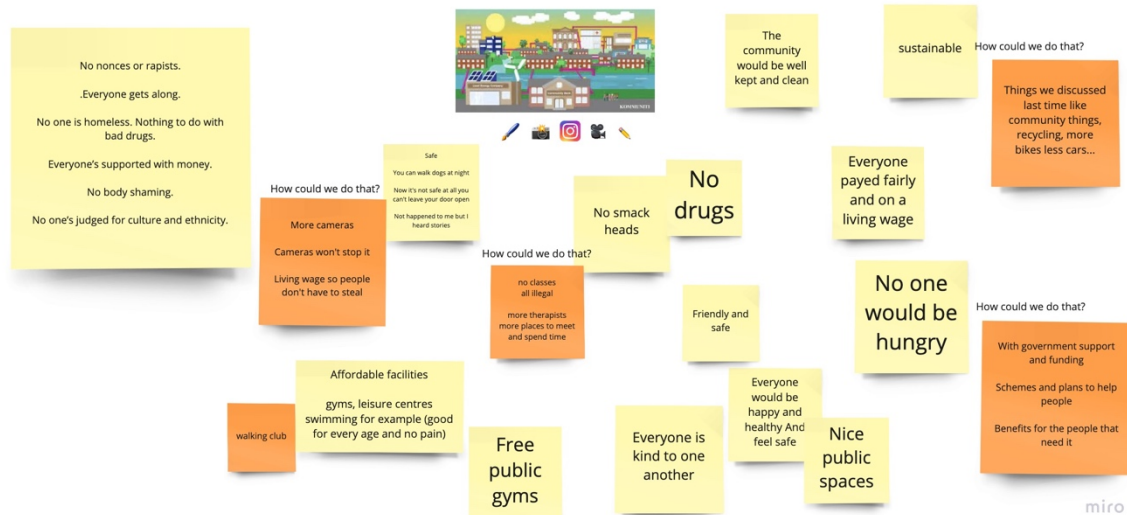 No nonces or rapists.
.Everyone gets along.
No one is homeless. Nothing to do with
bad drugs.
Everyone's supported with money.
No body shaming.
No one's judged for culture and ethnicity.
How could we do that?
More cameras
Cameras won't stop it
Living wage so people
don't have to steal
Safe
You can walk dogs at night
Now it's not safe at all you
can't leave your door open
Not happened to me but I
heard stories
KOMMUNITI
The
community
would be well
kept and clean
sustainable
How could we do that?
Things we discussed
last time like
community things,
recycling, more
bikes less cars...
No smack
heads
No
drugs
How could we do that?
no classes
all illegal
more therapists
more places to meet
and spend time
Everyone
payed fairly
and on a
living wage
Friendly and
safe
No one
would be
hungry
How could we do that?
With government support
and funding
Schemes and plans to help
people
Benefits for the people that
need it
walking club
Affordable facilities
gyms, leisure centres
swimming for example (good
for every age and no pain)
Free
public
gyms
Everyone is
kind to one
another
Everyone
would be
happy and
healthy And
feel safe
Nice
public
spaces
miro